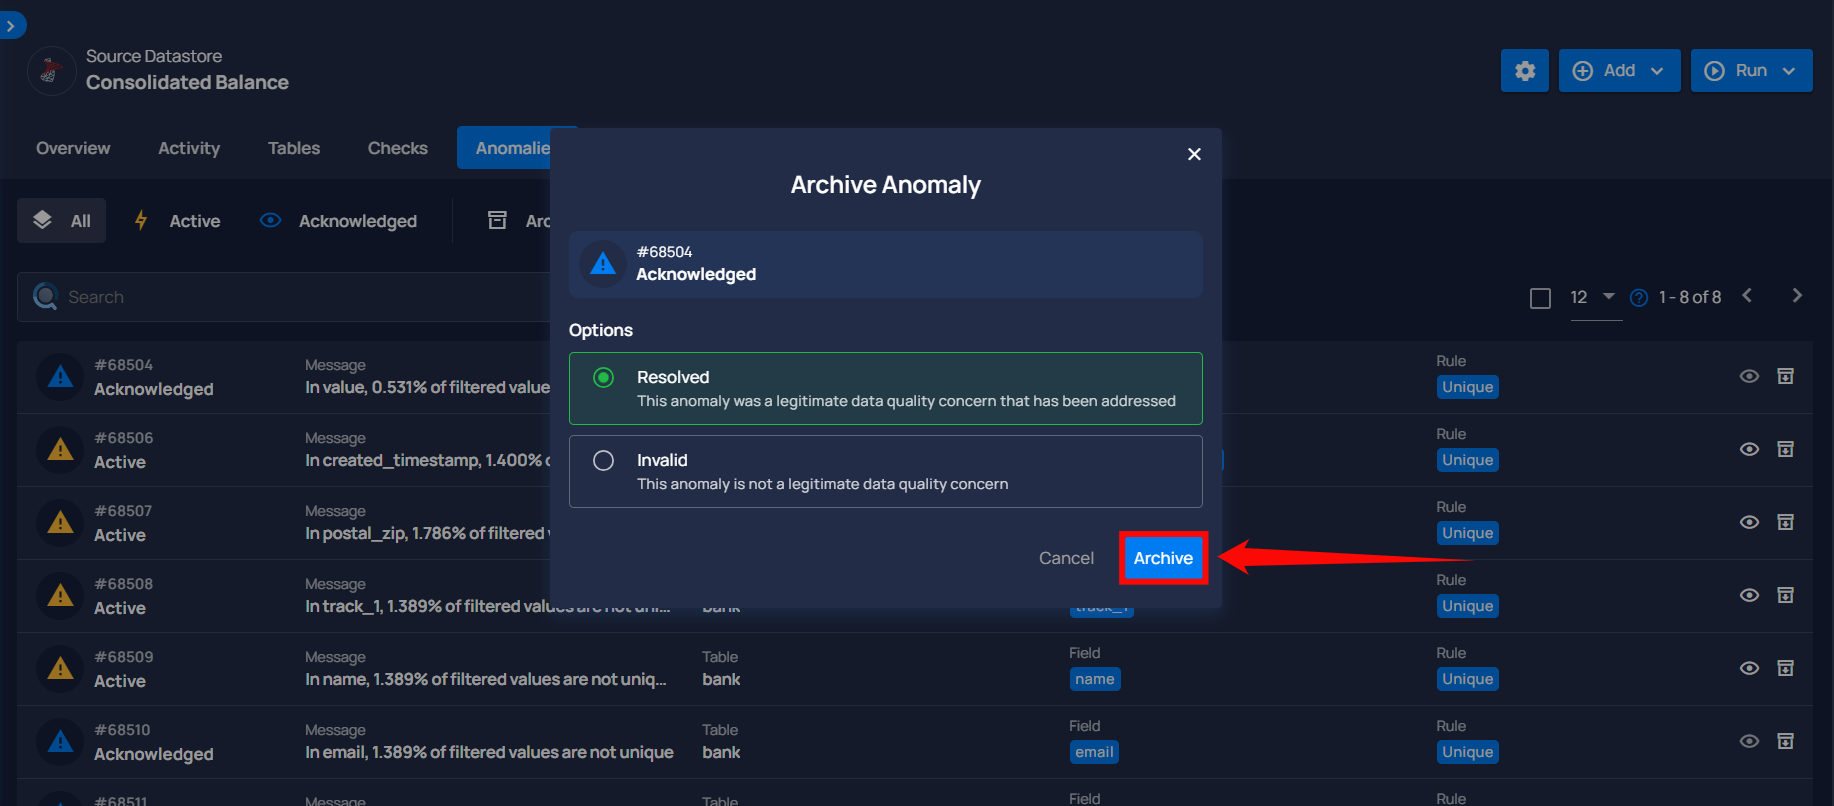 Source Datastore
Consolidated Balance
Add
Run
Overview
Activity
Tables
Checks
Anomalie
All
Active
Acknowledged
Arc
Search
12
1 - 8 of 8
Archive Anomaly
#68504
Acknowledged
Options
Resolved
This anomaly was a legitimate data quality concern that has been addressed
Invalid
This anomaly is not a legitimate data quality concern
Cancel
Archive
#68504
Acknowledged
Message
In value, 0.531% of filtered value
Rule
Unique
#68506
Active
Message
In created_timestamp, 1.400% o
Rule
Unique
#68507
Active
Message
In postal_zip, 1.786% of filtered
Rule
Unique
#68508
Active
Message
In track_1, 1.389% of filtered values are not uni...
bank
track_1
Rule
Unique
#68509
Active
Message
In name, 1.389% of filtered values are not uniq...
Table
bank
Field
name
Rule
Unique
#68510
Acknowledged
Message
In email, 1.389% of filtered values are not unique
Table
bank
Field
email
Rule
Unique
#68511
Message
Table
Field
Rule